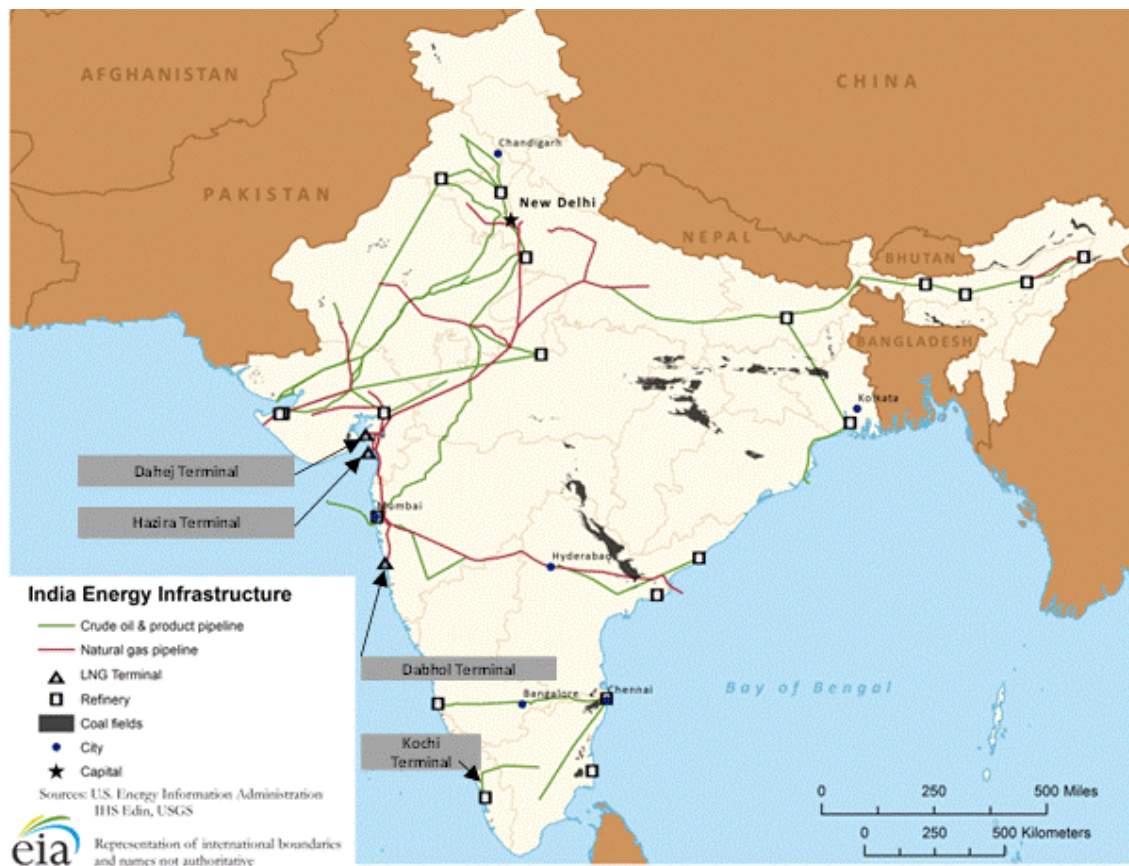 AFGHANISTAN
CHINA
Chandigarh
PAKISTAN
New Delhi
NEPAL
BHUTAN
BANGLADESH
Kolkata
Dahej Terminal
Hazira Terminal
Mumbai
Hyderabad
India Energy Infrastructure
Crude oil & product pipeline
Natural gas pipeline
LNG Terminal
Refinery
Coal fields
City
Capital
Sources: U.S. Energy Information Administration
IHS Edin, USGS
eia
Representation of international boundaries
and names not authoritative
Dabhol Terminal
Bay of Bengal
Bangalore
Chennai
Kochi
Terminal
0 250 500 Miles
0 250 500 Kilometers